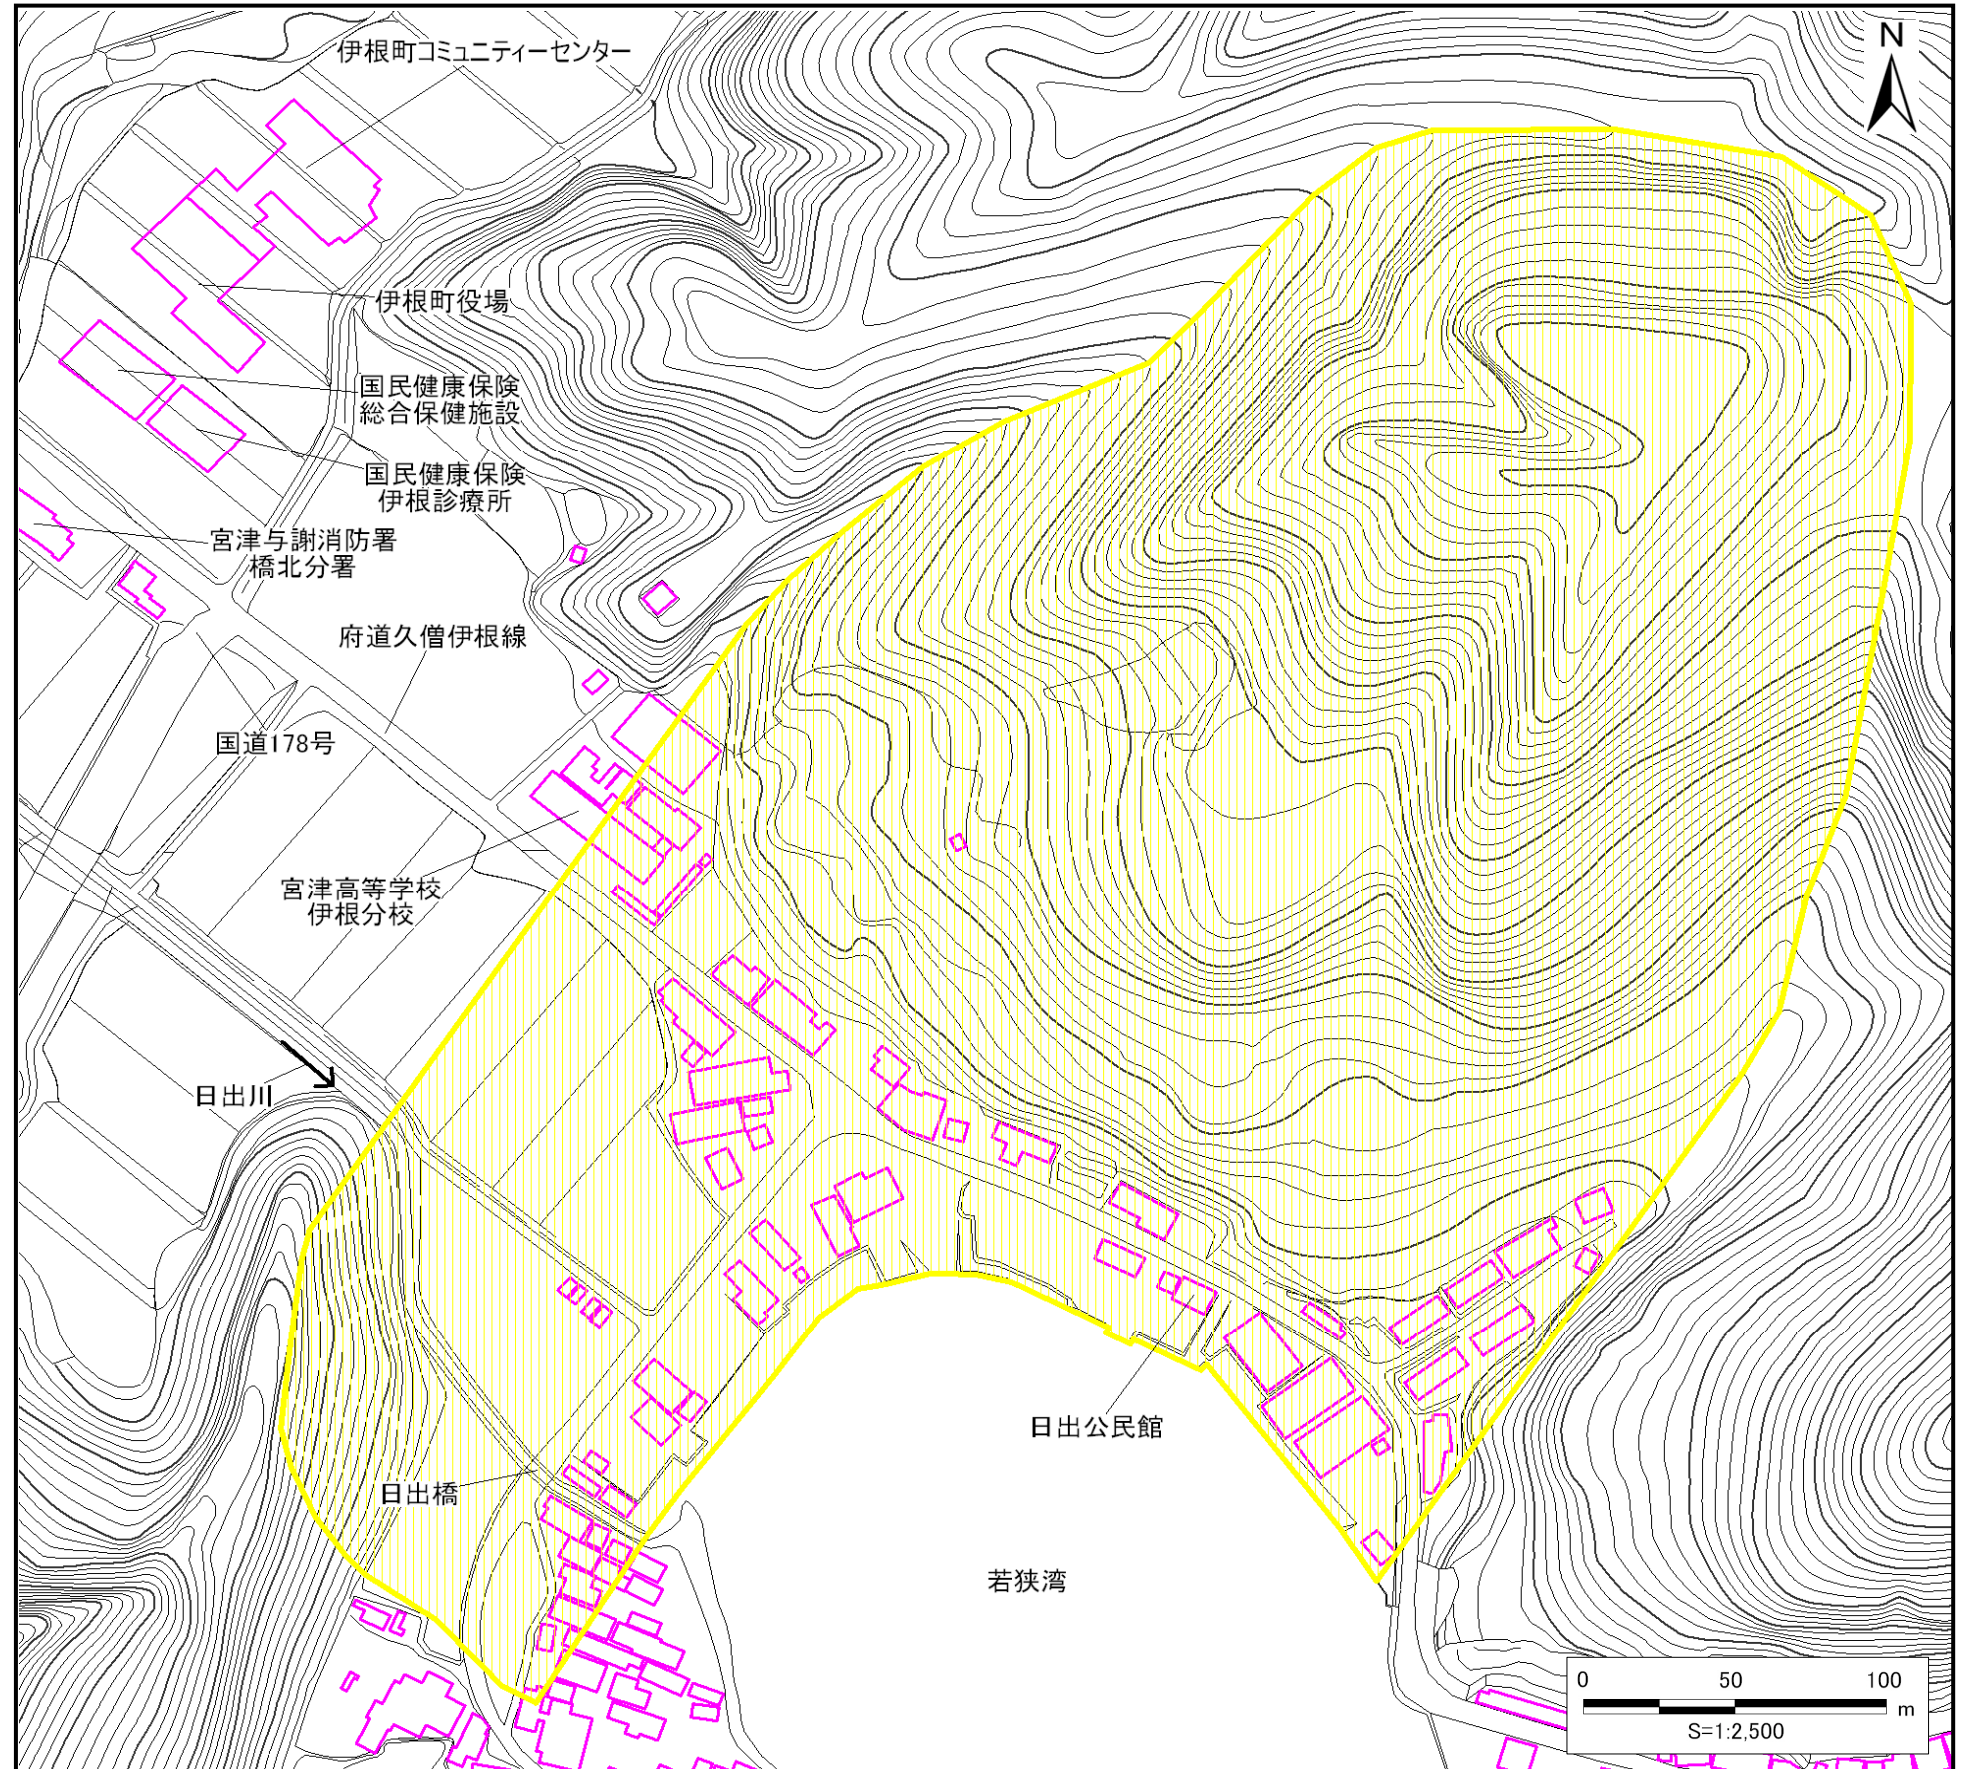 伊根町コミュニティーセンター
N
伊根町役場
国民健康保険
総合保健施設
国民健康保険
伊根診療所
宮津与謝消防署
橋北分署
府道久僧伊根線
国道178号
宮津高等学校
伊根分校
日出川
日出公民館
日出橋
若狭湾
0 50 100
m
S=1:2,500